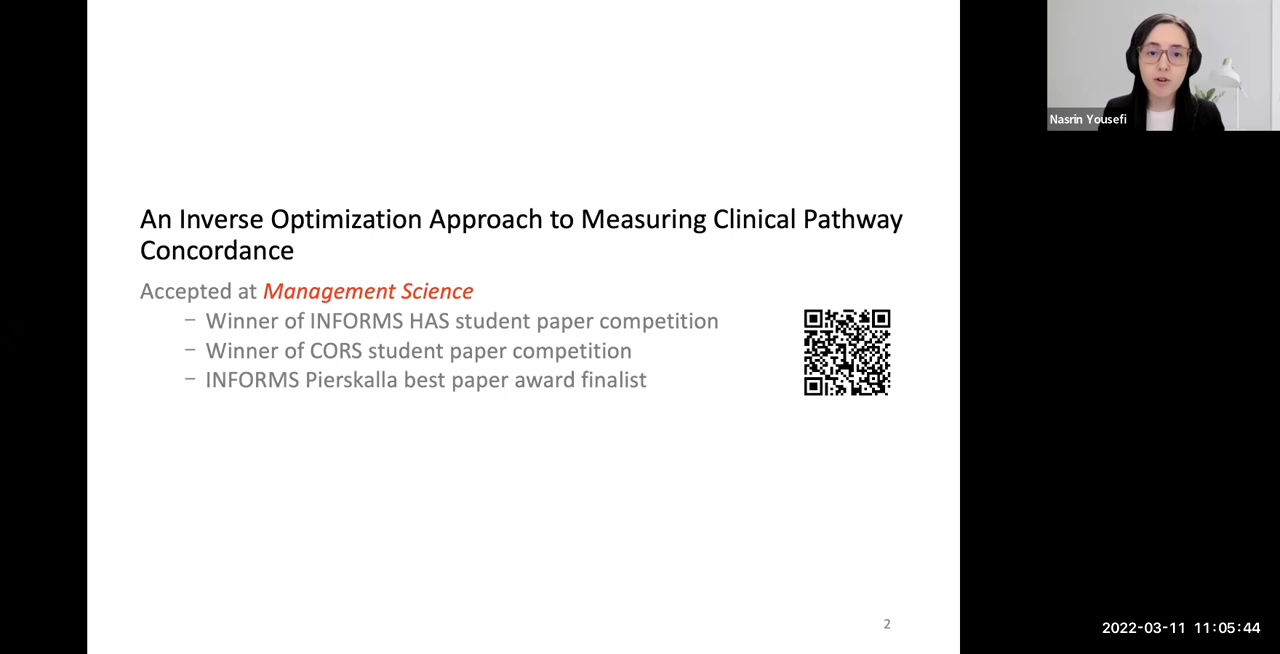 An Inverse Optimization Approach to Measuring Clinical Pathway
Concordance
Accepted at Management Science
– Winner of INFORMS HAS student paper competition
– Winner of CORS student paper competition
– INFORMS Pierskalla best paper award finalist
2
Nasrin Yousefi
2022-03-11 11:05:44